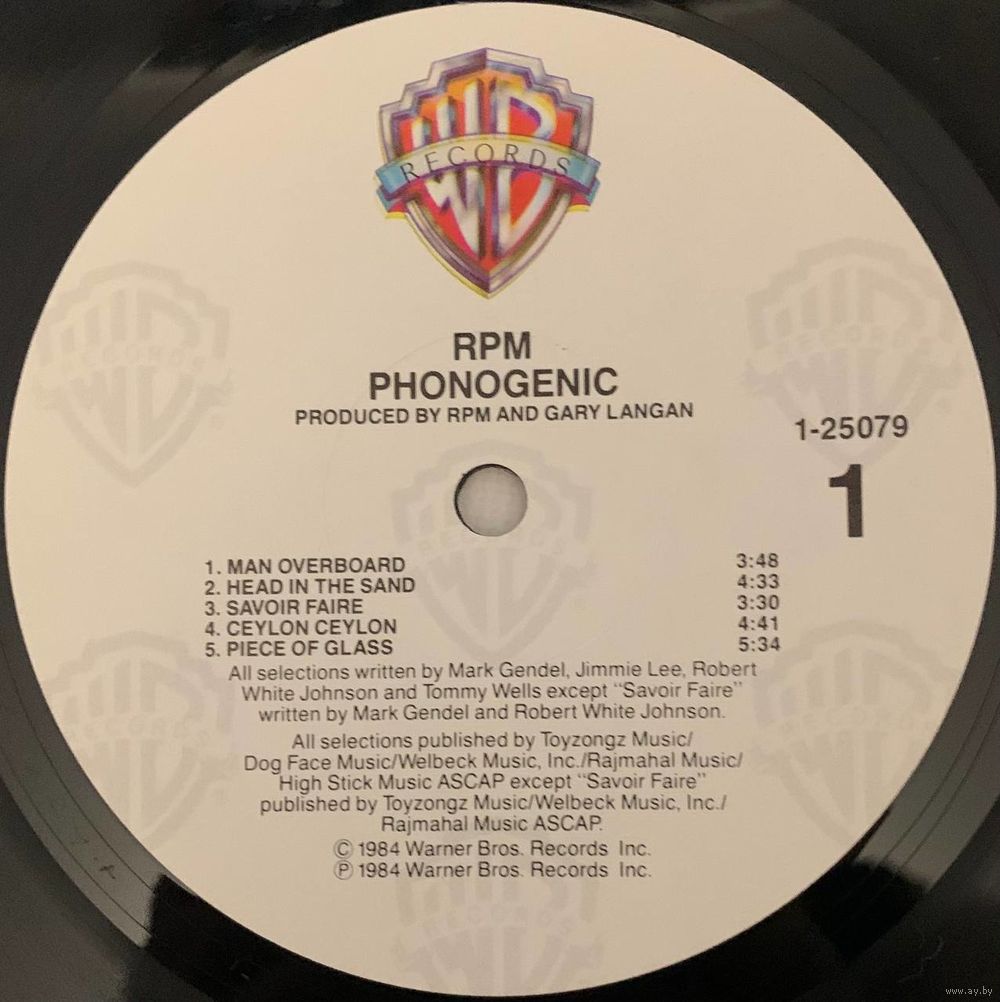 WB
RECORDS
RPM
PHONOGENIC
PRODUCED BY RPM AND GARY LANGAN
1-25079
1
1. MAN OVERBOARD 3:48
2. HEAD IN THE SAND 4:33
3. SAVOIR FAIRE 3:30
4. CEYLON CEYLON 4:41
5. PIECE OF GLASS 5:34
All selections written by Mark Gendel, Jimmie Lee, Robert
White Johnson and Tommy Wells except "Savoir Faire"
written by Mark Gendel and Robert White Johnson.
All selections published by Toyzongz Music/
Dog Face Music/Welbeck Music, Inc./Rajmahal Music/
High Stick Music ASCAP except "Savoir Faire"
published by Toyzongz Music/Welbeck Music, Inc./
Rajmahal Music ASCAP.
© 1984 Warner Bros. Records Inc.
℗ 1984 Warner Bros. Records Inc.
www.ay.by